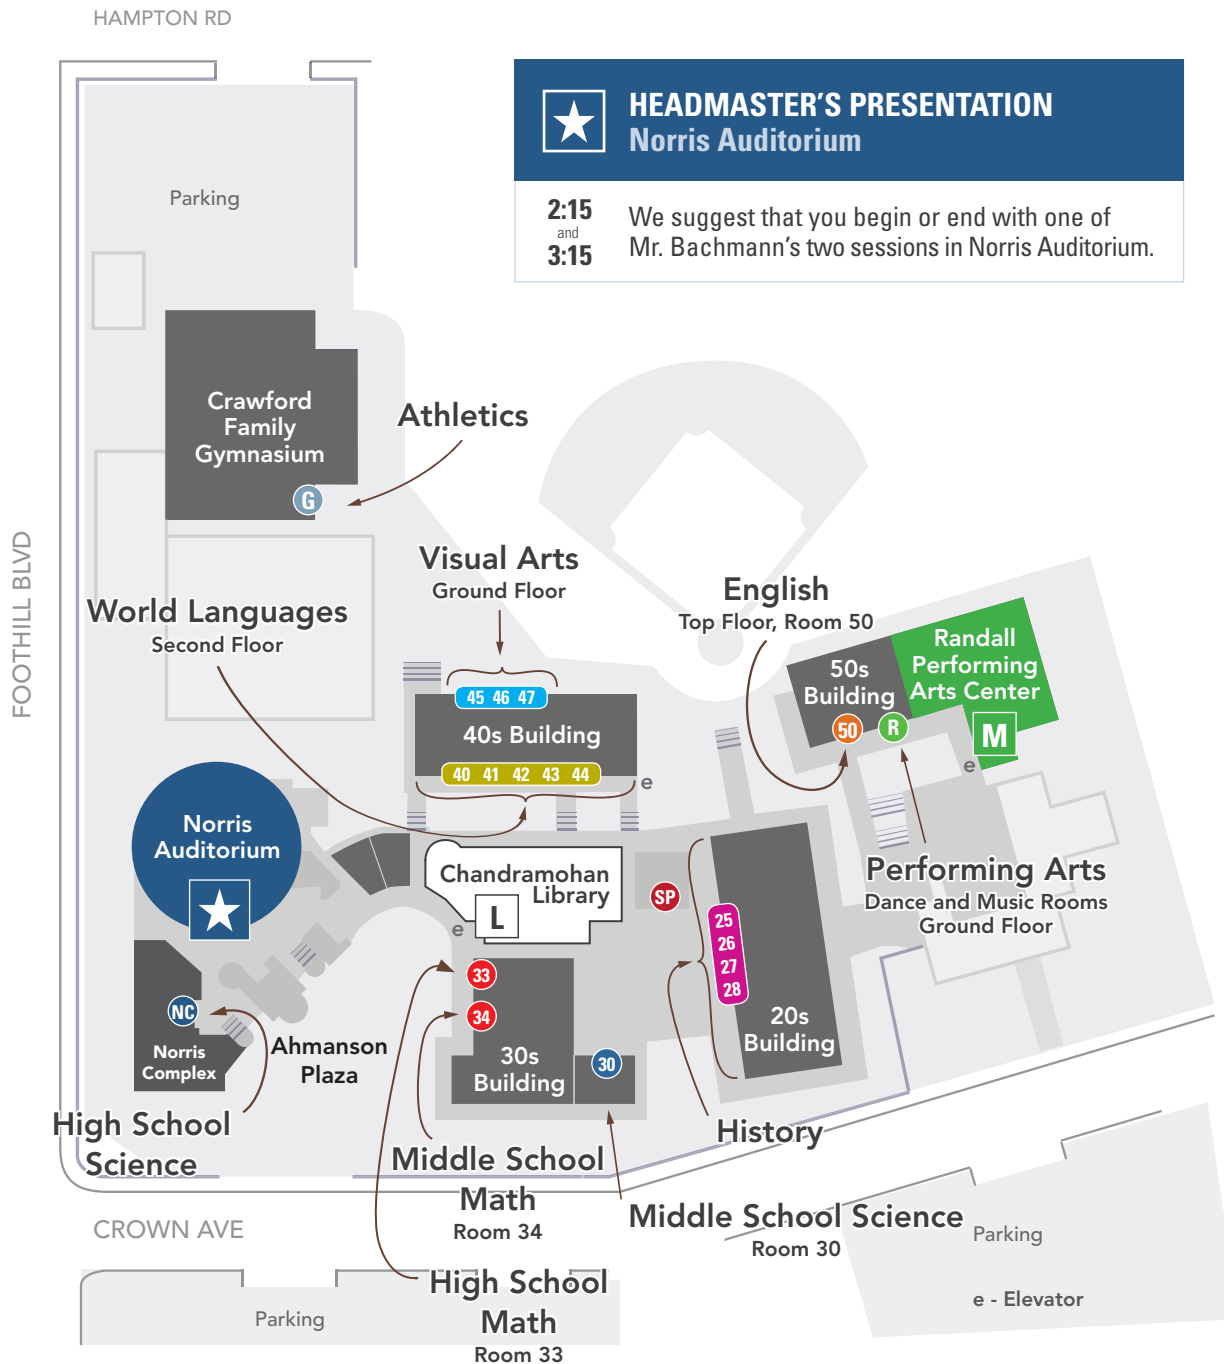 HAMPTON RD
HEADMASTER'S PRESENTATION
Norris Auditorium
2:15
and
3:15
We suggest that you begin or end with one of
Mr. Bachmann's two sessions in Norris Auditorium.
Parking
Crawford
Family
Gymnasium
G
Athletics
FOOTHILL BLVD
Visual Arts
Ground Floor
World Languages
Second Floor
English
Top Floor, Room 50
45 46 47
40s Building
40 41 42 43 44
e
50s
Building
50
R
Randall
Performing
Arts Center
M
e
Norris
Auditorium
Chandramohan
Library
L
e
SP
Performing Arts
Dance and Music Rooms
Ground Floor
25
26
27
28
20s
Building
33
34
30s
Building
30
NC
Norris
Complex
Ahmanson
Plaza
High School
Science
History
Middle School
Math
Room 34
Middle School Science
Room 30
CROWN AVE
High School
Math
Room 33
Parking
Parking
e - Elevator